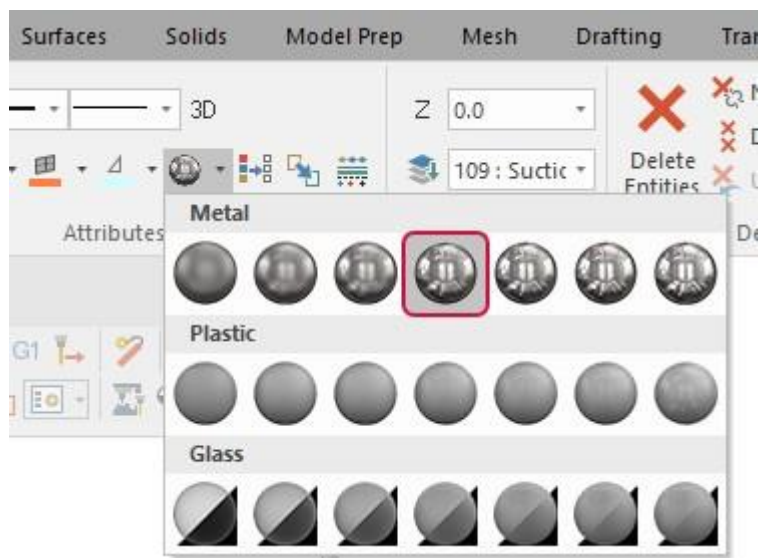 Surfaces Solids Model Prep Mesh Drafting
3D Z 0.0
109 : Suctic
Delete
Entities
Attributes
Metal
G1
Plastic
Glass